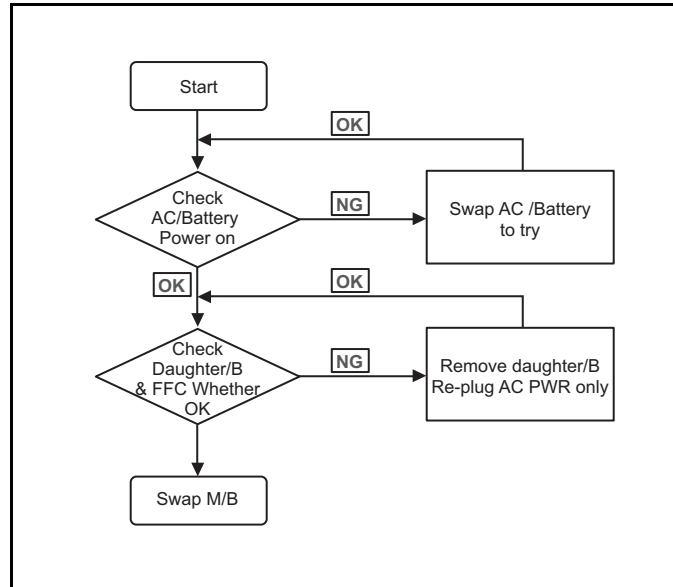 Start
OK
Check
AC/Battery
Power on
NG
Swap AC /Battery
to try
OK
OK
Check
Daughter/B
& FFC Whether
OK
NG
Remove daughter/B
Re-plug AC PWR only
Swap M/B